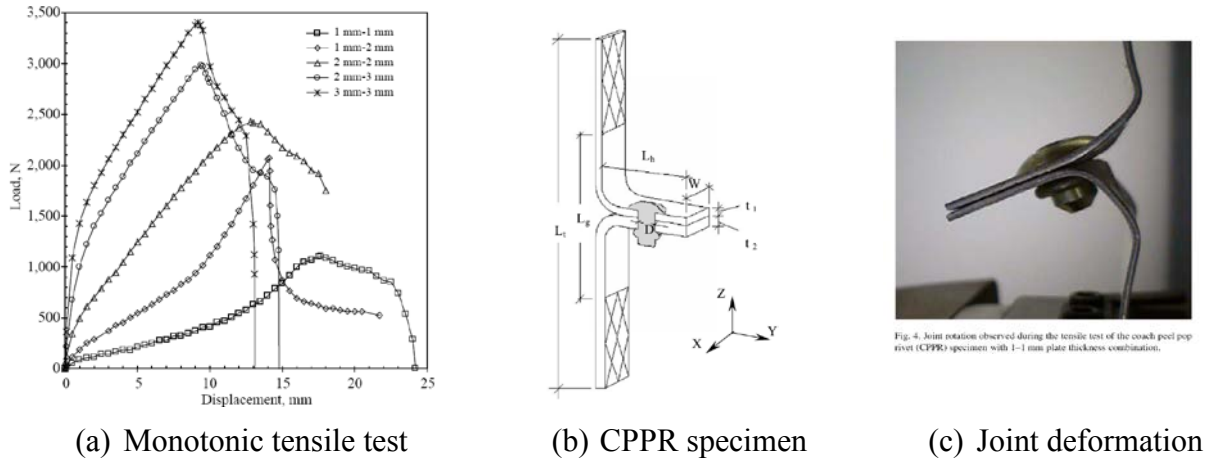 3,500
3,000
2,500
2,000
1,500
1,000
500
0
Load, N
0
5
10
15
20
25
Displacement, mm
1 mm-1 mm
1 mm-2 mm
2 mm-2 mm
2 mm-3 mm
3 mm-3 mm
L_h
W
t_1
t_2
D
L_g
L_t
Z
Y
X
Fig. 4. Joint rotation observed during the tensile test of the coach peel pop
rivet (CPPR) specimen with 1–1 mm plate thickness combination.
(a) Monotonic tensile test
(b) CPPR specimen
(c) Joint deformation